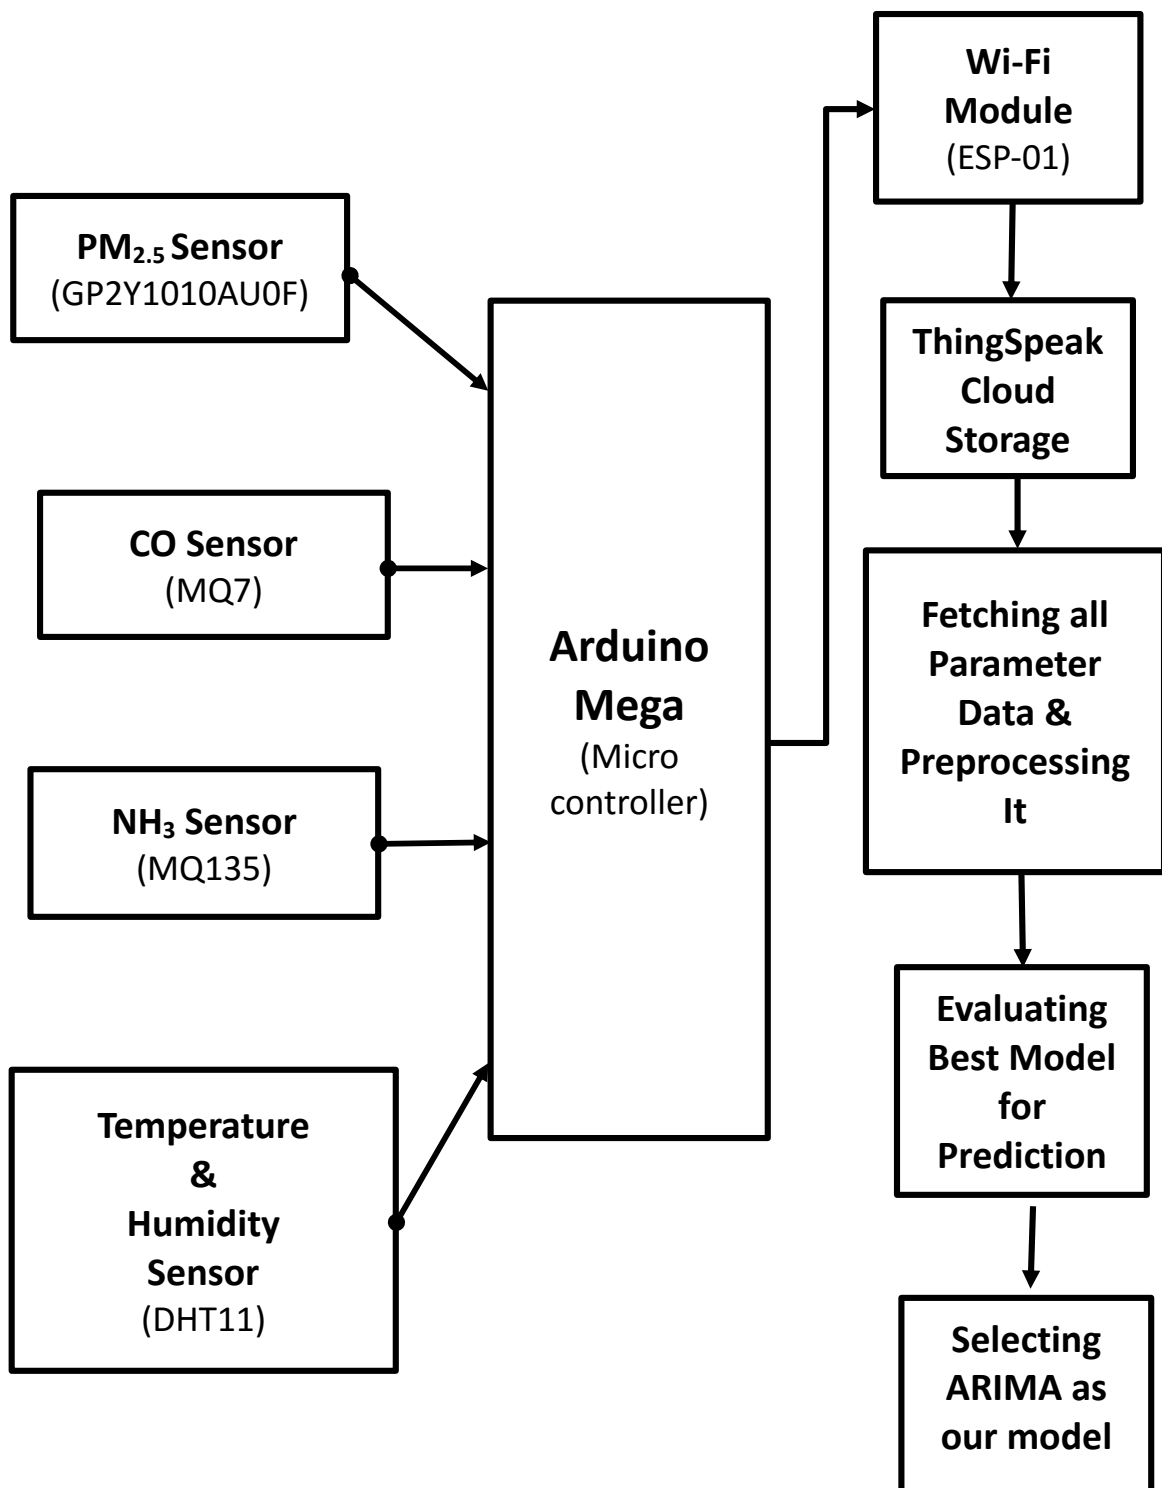 PM₂.₅ Sensor
(GP2Y1010AU0F)
CO Sensor
(MQ7)
NH₃ Sensor
(MQ135)
Temperature
&
Humidity
Sensor
(DHT11)
Arduino
Mega
(Micro
controller)
Wi-Fi
Module
(ESP-01)
ThingSpeak
Cloud
Storage
Fetching all
Parameter
Data &
Preprocessing
It
Evaluating
Best Model
for
Prediction
Selecting
ARIMA as
our model